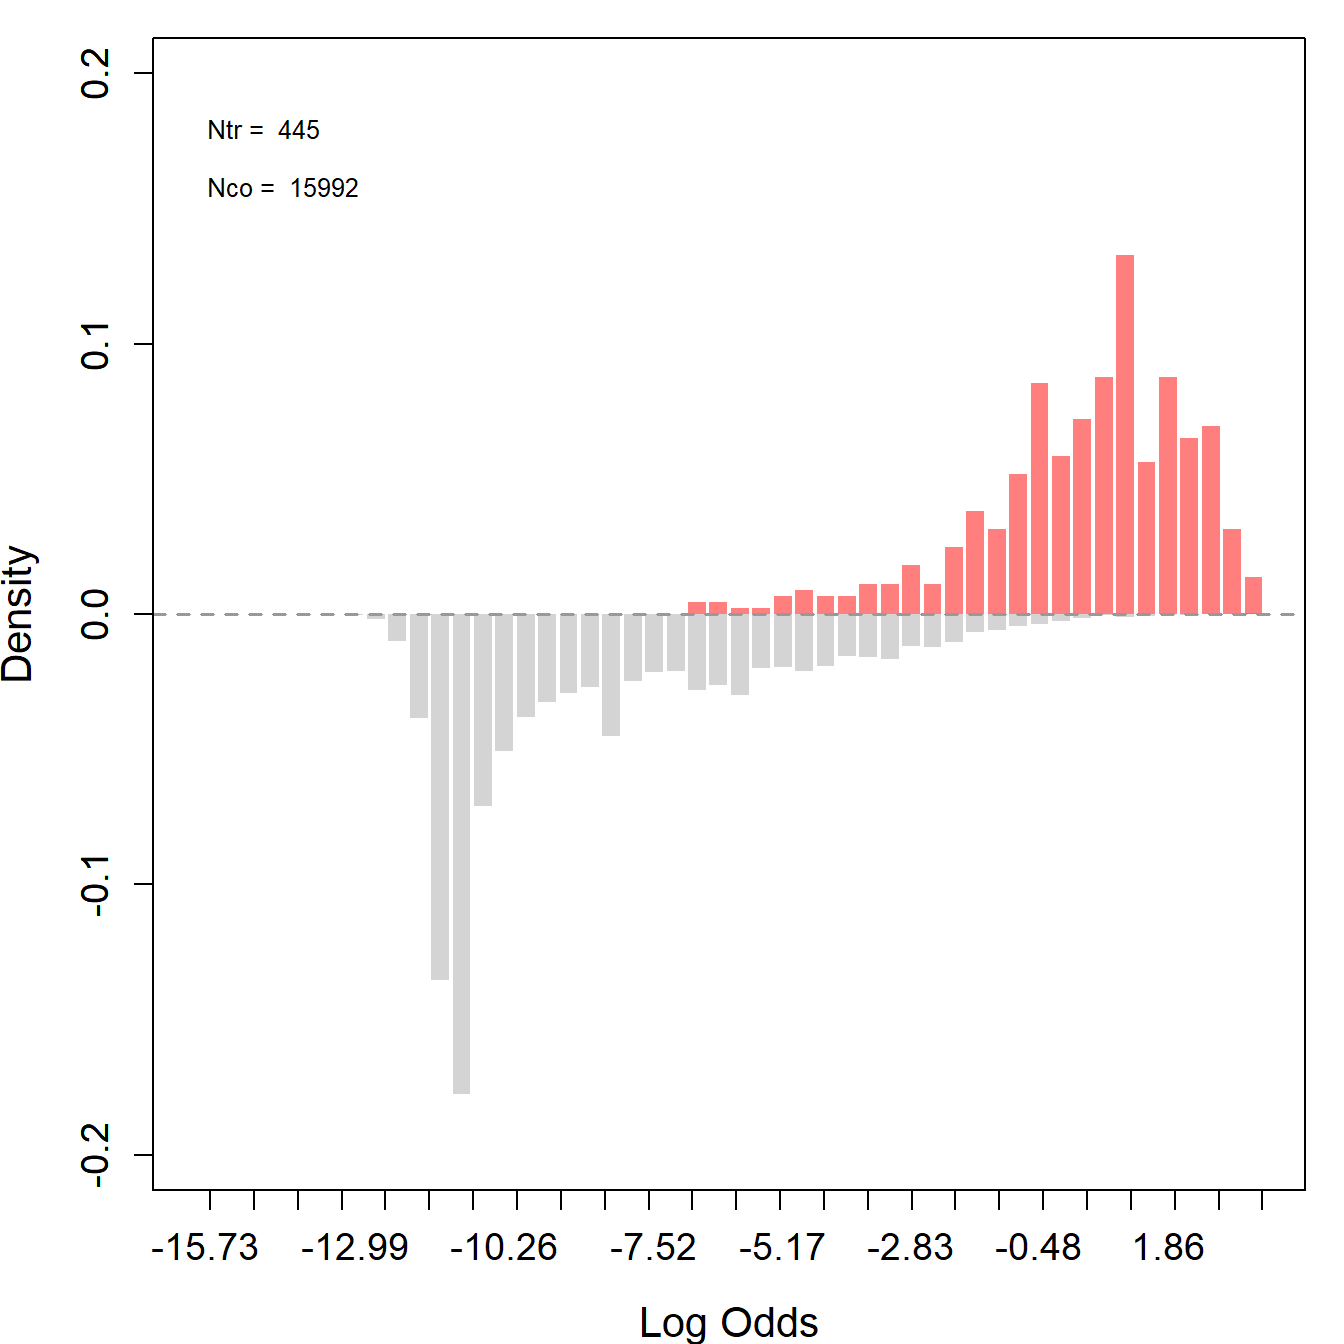 0.2
Ntr =  445
Nco =  15992
0.1
Density
0.0
-0.1
-0.2
-15.73 -12.99 -10.26 -7.52 -5.17 -2.83 -0.48 1.86
Log Odds